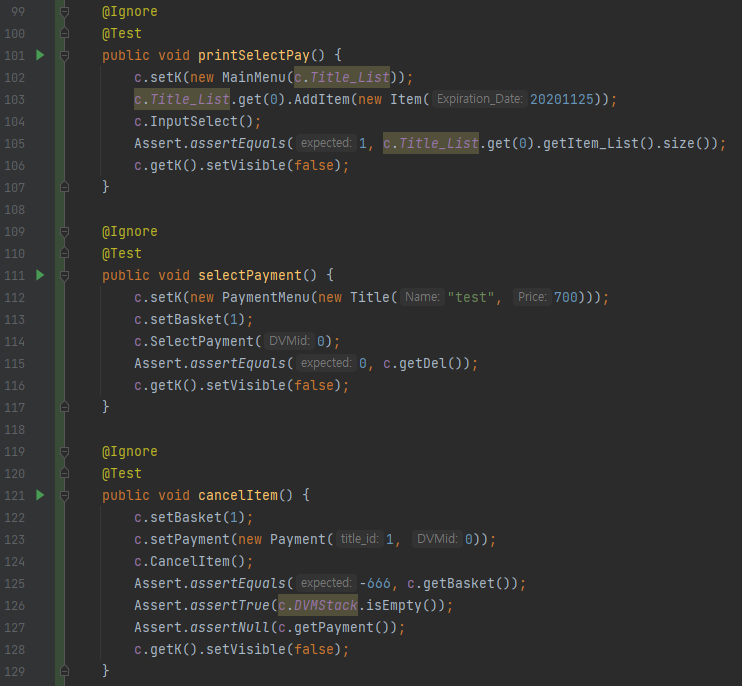 99 @Ignore
100 @Test
101 public void printSelectPay() {
102 c.setK(new MainMenu(c.Title_List));
103 c.Title_List.get(0).AddItem(new Item( Expiration_Date: 20201125));
104 c.InputSelect();
105 Assert.assertEquals( expected: 1, c.Title_List.get(0).getItem_List().size());
106 c.getK().setVisible(false);
107 }
108
109 @Ignore
110 @Test
111 public void selectPayment() {
112 c.setK(new PaymentMenu(new Title( Name: "test", Price: 700)));
113 c.setBasket(1);
114 c.SelectPayment( DVMid: 0);
115 Assert.assertEquals( expected: 0, c.getDel());
116 c.getK().setVisible(false);
117 }
118
119 @Ignore
120 @Test
121 public void cancelItem() {
122 c.setBasket(1);
123 c.setPayment(new Payment( title_id: 1, DVMid: 0));
124 c.CancelItem();
125 Assert.assertEquals( expected: -666, c.getBasket());
126 Assert.assertTrue(c.DVMStack.isEmpty());
127 Assert.assertNull(c.getPayment());
128 c.getK().setVisible(false);
129 }